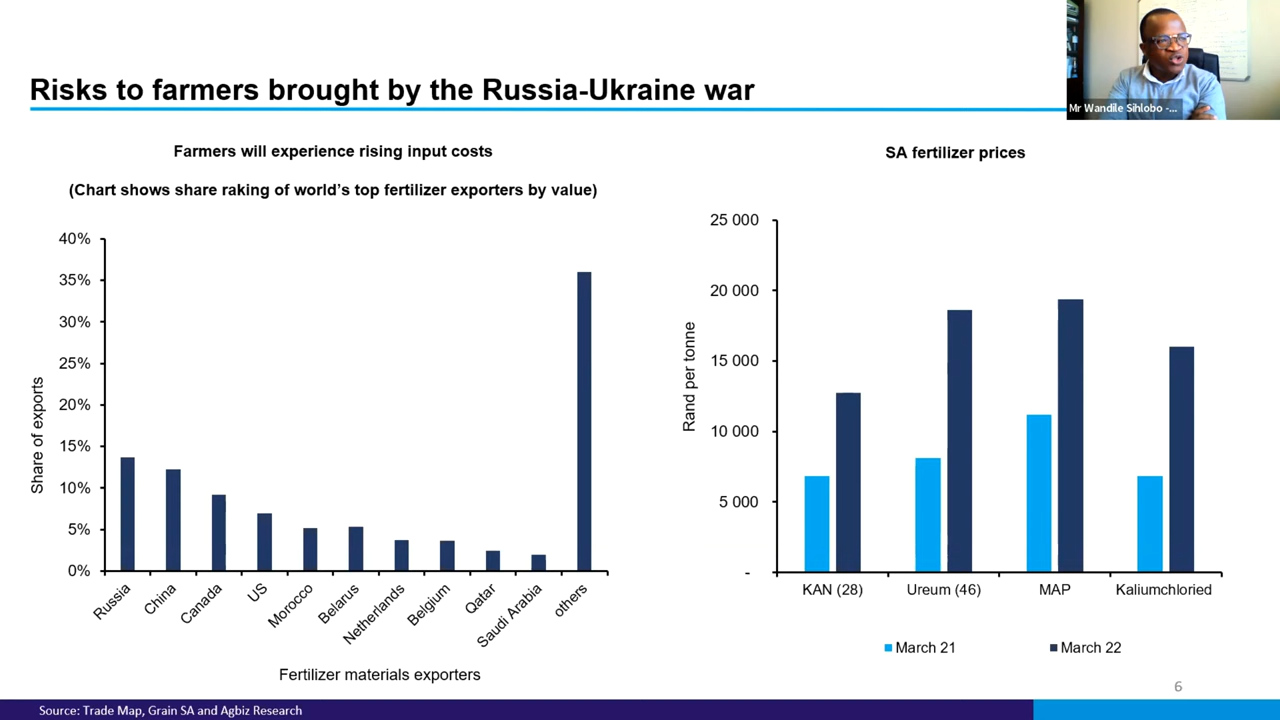 Risks to farmers brought by the Russia-Ukraine war
Mr Wandile Sihlobo -...
Farmers will experience rising input costs
(Chart shows share raking of world's top fertilizer exporters by value)
40%
35%
30%
25%
20%
15%
10%
5%
0%
Share of exports
Russia
China
Canada
US
Morocco
Belarus
Netherlands
Belgium
Qatar
Saudi Arabia
others
Fertilizer materials exporters
SA fertilizer prices
25 000
20 000
15 000
10 000
5 000
-
Rand per tonne
KAN (28)
Ureum (46)
MAP
Kaliumchloried
March 21
March 22
6
Source: Trade Map, Grain SA and Agbiz Research